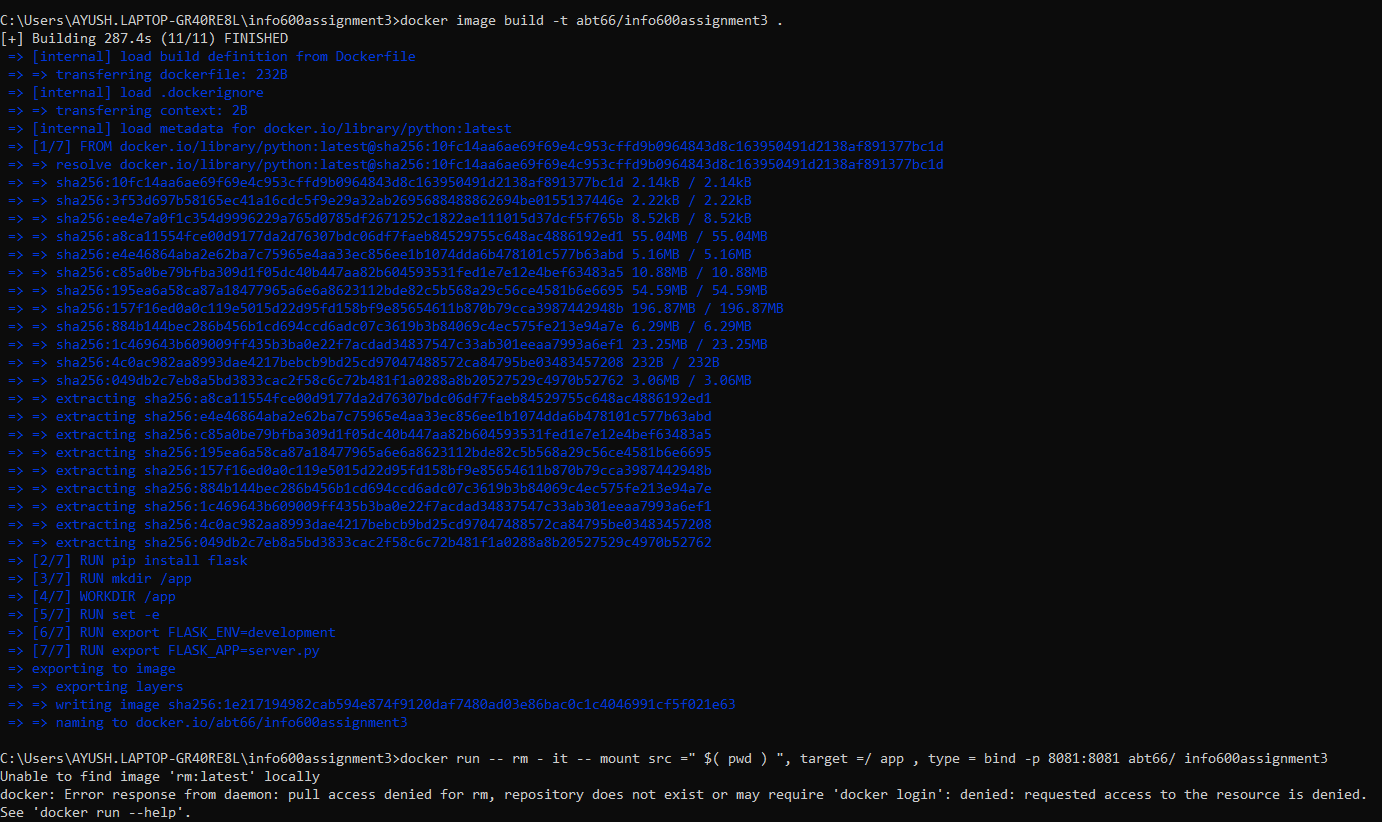 C:\Users\AYUSH.LAPTOP-GR40RE8L\info600assignment3>docker image build -t abt66/info600assignment3 .
[+] Building 287.4s (11/11) FINISHED
=> [internal] load build definition from Dockerfile
=> => transferring dockerfile: 232B
=> [internal] load .dockerignore
=> => transferring context: 2B
=> [internal] load metadata for docker.io/library/python:latest
=> [1/7] FROM docker.io/library/python:latest@sha256:10fc14aa6ae69f69e4c953cffd9b0964843d8c163950491d2138af891377bc1d
=> => resolve docker.io/library/python:latest@sha256:10fc14aa6ae69f69e4c953cffd9b0964843d8c163950491d2138af891377bc1d
=> => sha256:10fc14aa6ae69f69e4c953cffd9b0964843d8c163950491d2138af891377bc1d 2.14kB / 2.14kB
=> => sha256:3f53d697b58165ec41a16cdc5f9e29a32ab2695688488862694be0155137446e 2.22kB / 2.22kB
=> => sha256:ee4e7a0f1c354d9996229a765d0785df2671252c1822ae111015d37dcf5f765b 8.52kB / 8.52kB
=> => sha256:a8ca11554fce00d9177da2d76307bdc06df7faeb84529755c648ac4886192ed1 55.04MB / 55.04MB
=> => sha256:e4e46864aba2e62ba7c75965e4aa33ec856ee1b1074dda6b478101c577b63abd 5.16MB / 5.16MB
=> => sha256:c85a0be79bfba309d1f05dc40b447aa82b604593531fed1e7e12e4bef63483a5 10.88MB / 10.88MB
=> => sha256:195ea6a58ca87a18477965a6e6a8623112bde82c5b568a29c56ce4581b6e6695 54.59MB / 54.59MB
=> => sha256:157f16ed0a0c119e5015d22d95fd158bf9e85654611b870b79cca3987442948b 196.87MB / 196.87MB
=> => sha256:884b144bec286b456b1cd694ccd6adc07c3619b3b84069c4ec575fe213e94a7e 6.29MB / 6.29MB
=> => sha256:1c469643b609009ff435b3ba0e22f7acdad34837547c33ab301eeaa7993a6ef1 23.25MB / 23.25MB
=> => sha256:4c0ac982aa8993dae4217bebcb9bd25cd97047488572ca84795be03483457208 232B / 232B
=> => sha256:049db2c7eb8a5bd3833cac2f58c6c72b481f1a0288a8b20527529c4970b52762 3.06MB / 3.06MB
=> => extracting sha256:a8ca11554fce00d9177da2d76307bdc06df7faeb84529755c648ac4886192ed1
=> => extracting sha256:e4e46864aba2e62ba7c75965e4aa33ec856ee1b1074dda6b478101c577b63abd
=> => extracting sha256:c85a0be79bfba309d1f05dc40b447aa82b604593531fed1e7e12e4bef63483a5
=> => extracting sha256:195ea6a58ca87a18477965a6e6a8623112bde82c5b568a29c56ce4581b6e6695
=> => extracting sha256:157f16ed0a0c119e5015d22d95fd158bf9e85654611b870b79cca3987442948b
=> => extracting sha256:884b144bec286b456b1cd694ccd6adc07c3619b3b84069c4ec575fe213e94a7e
=> => extracting sha256:1c469643b609009ff435b3ba0e22f7acdad34837547c33ab301eeaa7993a6ef1
=> => extracting sha256:4c0ac982aa8993dae4217bebcb9bd25cd97047488572ca84795be03483457208
=> => extracting sha256:049db2c7eb8a5bd3833cac2f58c6c72b481f1a0288a8b20527529c4970b52762
=> [2/7] RUN pip install flask
=> [3/7] RUN mkdir /app
=> [4/7] WORKDIR /app
=> [5/7] RUN set -e
=> [6/7] RUN export FLASK_ENV=development
=> [7/7] RUN export FLASK_APP=server.py
=> exporting to image
=> => exporting layers
=> => writing image sha256:1e217194982cab594e874f9120daf7480ad03e86bac0c1c4046991cf5f021e63
=> => naming to docker.io/abt66/info600assignment3
C:\Users\AYUSH.LAPTOP-GR40RE8L\info600assignment3>docker run -- rm - it -- mount src =" $( pwd ) ", target =/ app , type = bind -p 8081:8081 abt66/ info600assignment3
Unable to find image 'rm:latest' locally
docker: Error response from daemon: pull access denied for rm, repository does not exist or may require 'docker login': denied: requested access to the resource is denied.
See 'docker run --help'.